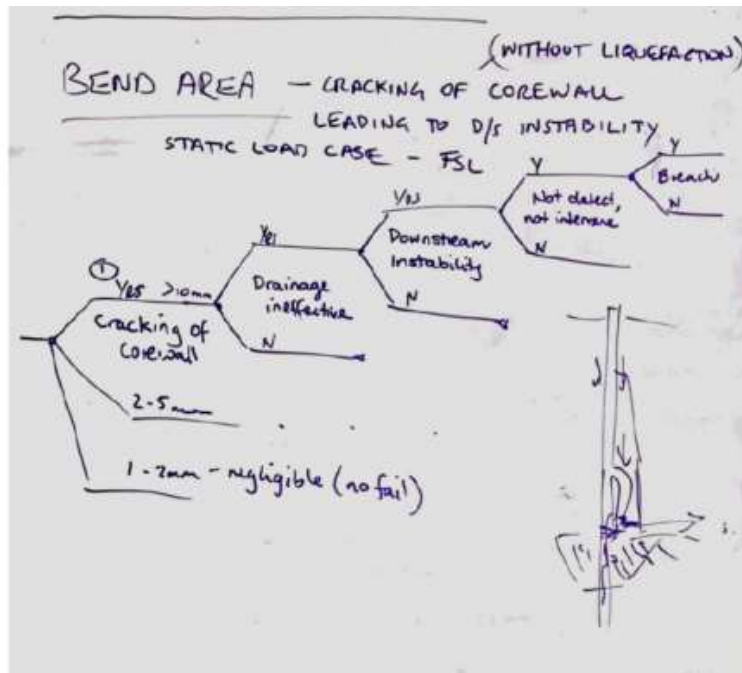 (WITHOUT LIQUEFACTION)
BEND AREA - CRACKING OF COREWALL
LEADING TO D/S INSTABILITY
STATIC LOAD CASE - FSL
Y
Breach
N
Y
Not detect,
not intervene
N
Y/N
Downstream
Instability
N
Yes
Drainage
ineffective
N
①
Yes >10mm
Cracking of
Corewall
2-5mm
1-2mm - negligible (no fail)